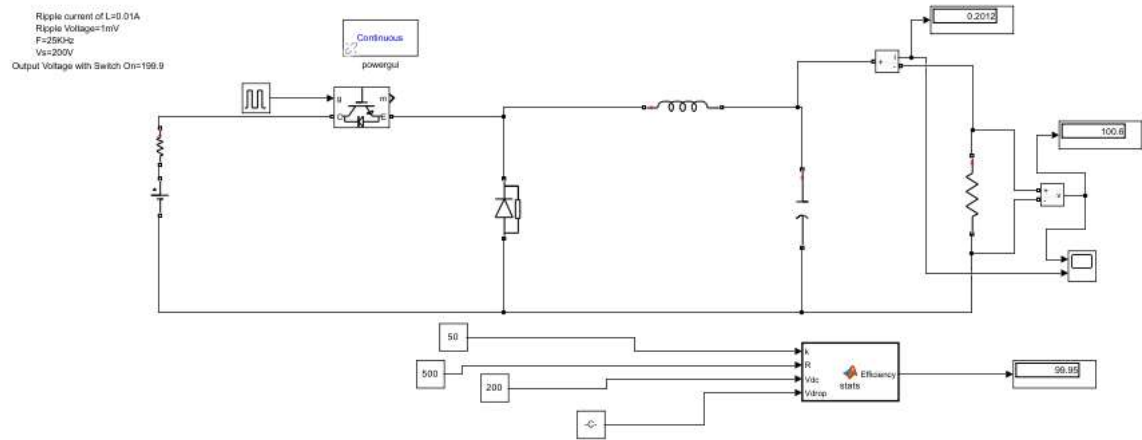 Ripple current of L=0.01A
Ripple Voltage=1mV
F=25KHz
Vs=200V
Output Voltage with Switch On=199.9
Continuous
powergui
0.2012
g
m
C
E
+
i
-
100.6
+
-
v
50
500
200
-C-
k
R
Vdc
Vdrop
stats
Efficiency
99.95